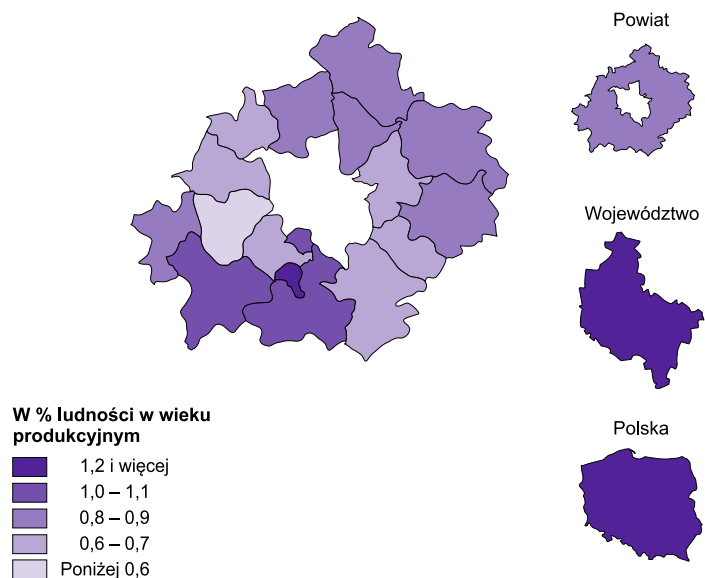 Powiat
Województwo
Polska
W % ludności w wieku
produkcyjnym
1,2 i więcej
1,0 – 1,1
0,8 – 0,9
0,6 – 0,7
Poniżej 0,6